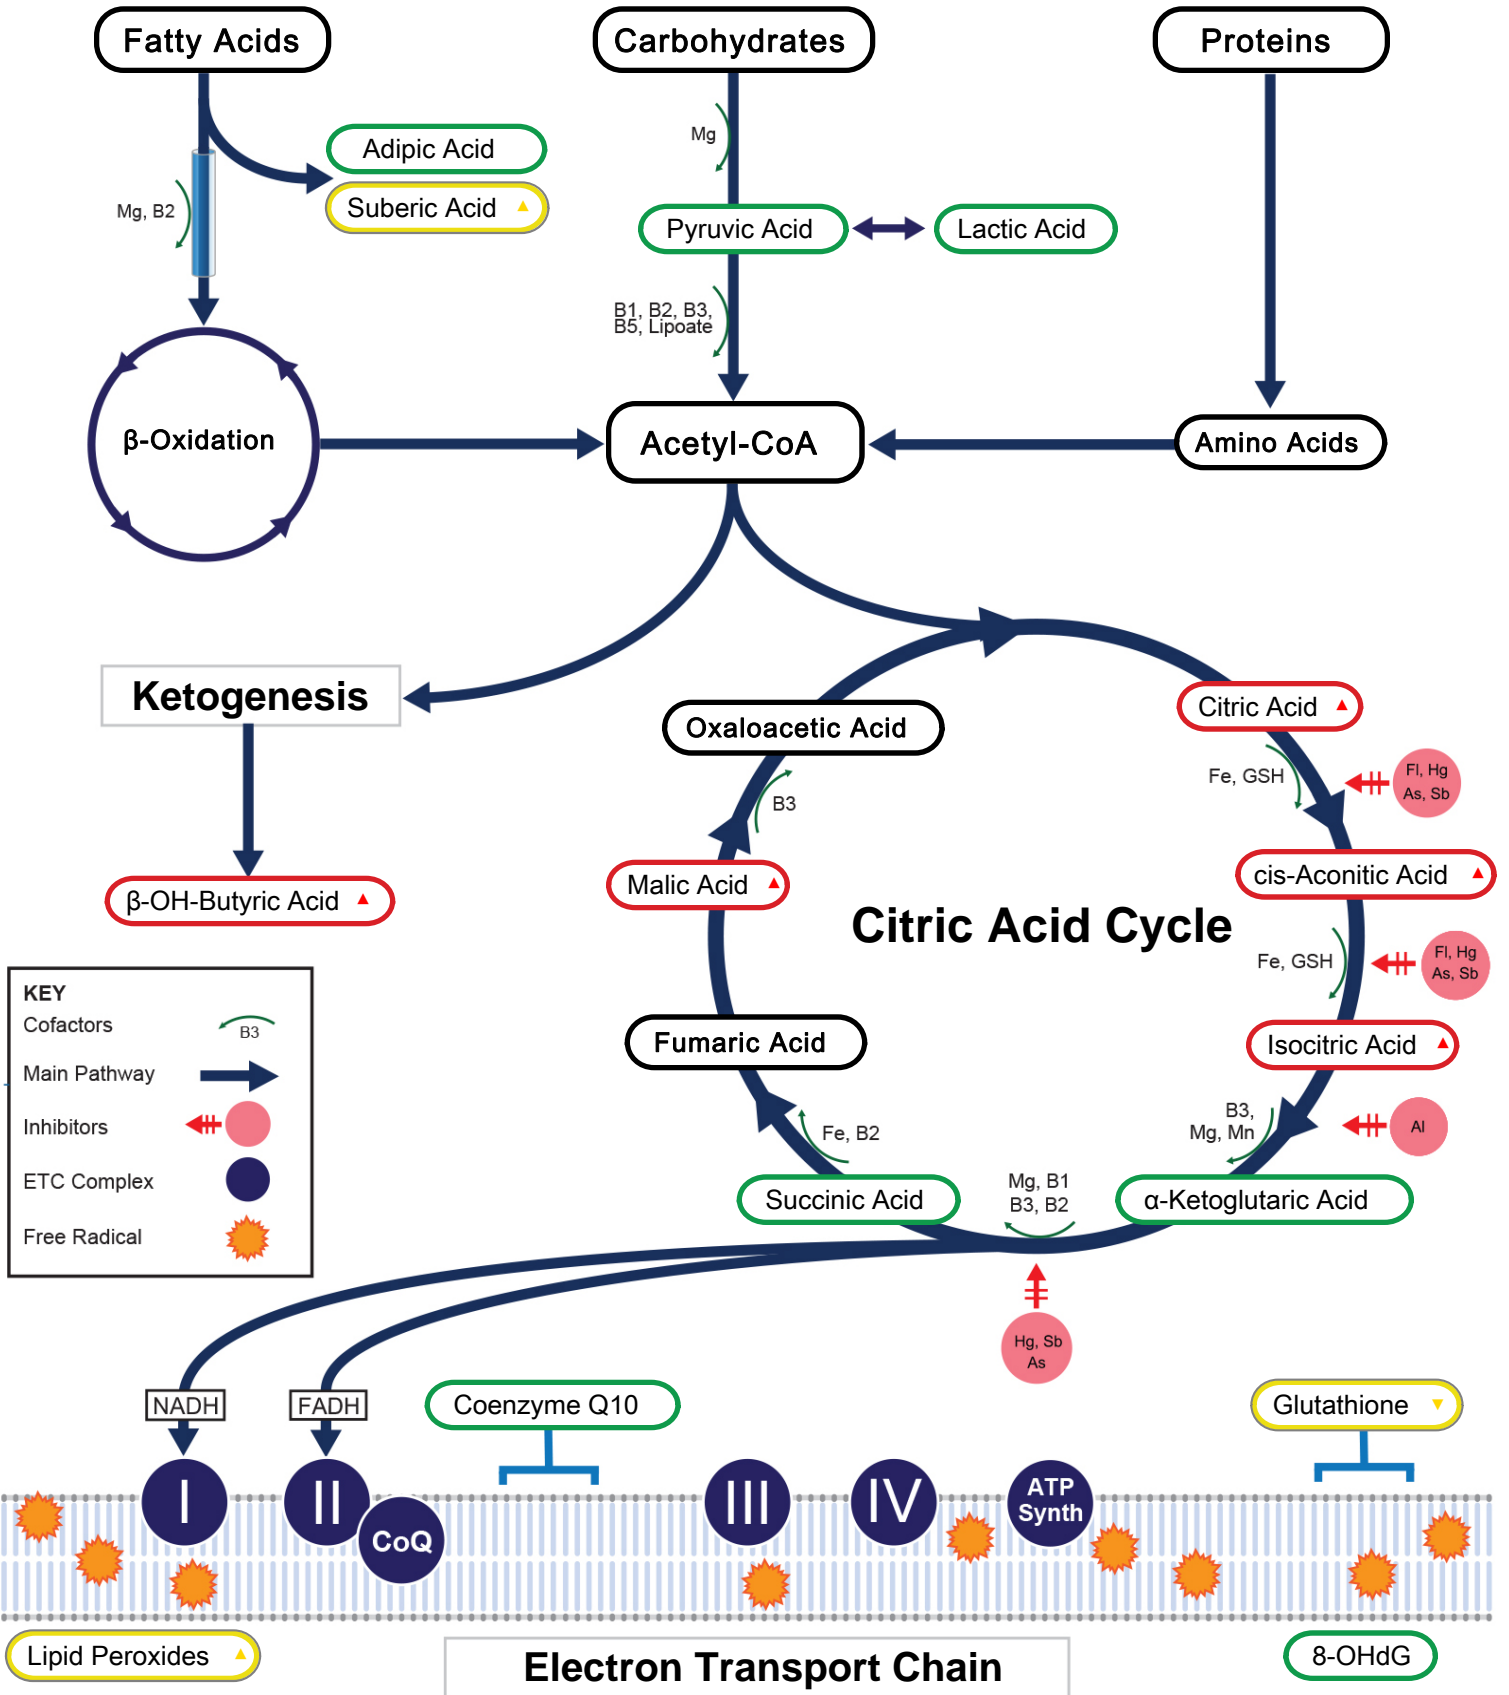 Fatty Acids
Carbohydrates
Proteins
Adipic Acid
Suberic Acid
Mg, B2
Mg
Pyruvic Acid
Lactic Acid
B1, B2, B3,
B5, Lipoate
β-Oxidation
Acetyl-CoA
Amino Acids
Ketogenesis
β-OH-Butyric Acid
Oxaloacetic Acid
Citric Acid
Fe, GSH
Fl, Hg
As, Sb
B3
Malic Acid
cis-Aconitic Acid
Citric Acid Cycle
Fe, GSH
Fl, Hg
As, Sb
Fumaric Acid
Isocitric Acid
B3,
Mg, Mn
Al
Fe, B2
Succinic Acid
Mg, B1
B3, B2
α-Ketoglutaric Acid
Hg, Sb
As
KEY
Cofactors
B3
Main Pathway
Inhibitors
ETC Complex
Free Radical
NADH
FADH
Coenzyme Q10
Glutathione
I
II
CoQ
III
IV
ATP
Synth
Lipid Peroxides
Electron Transport Chain
8-OHdG